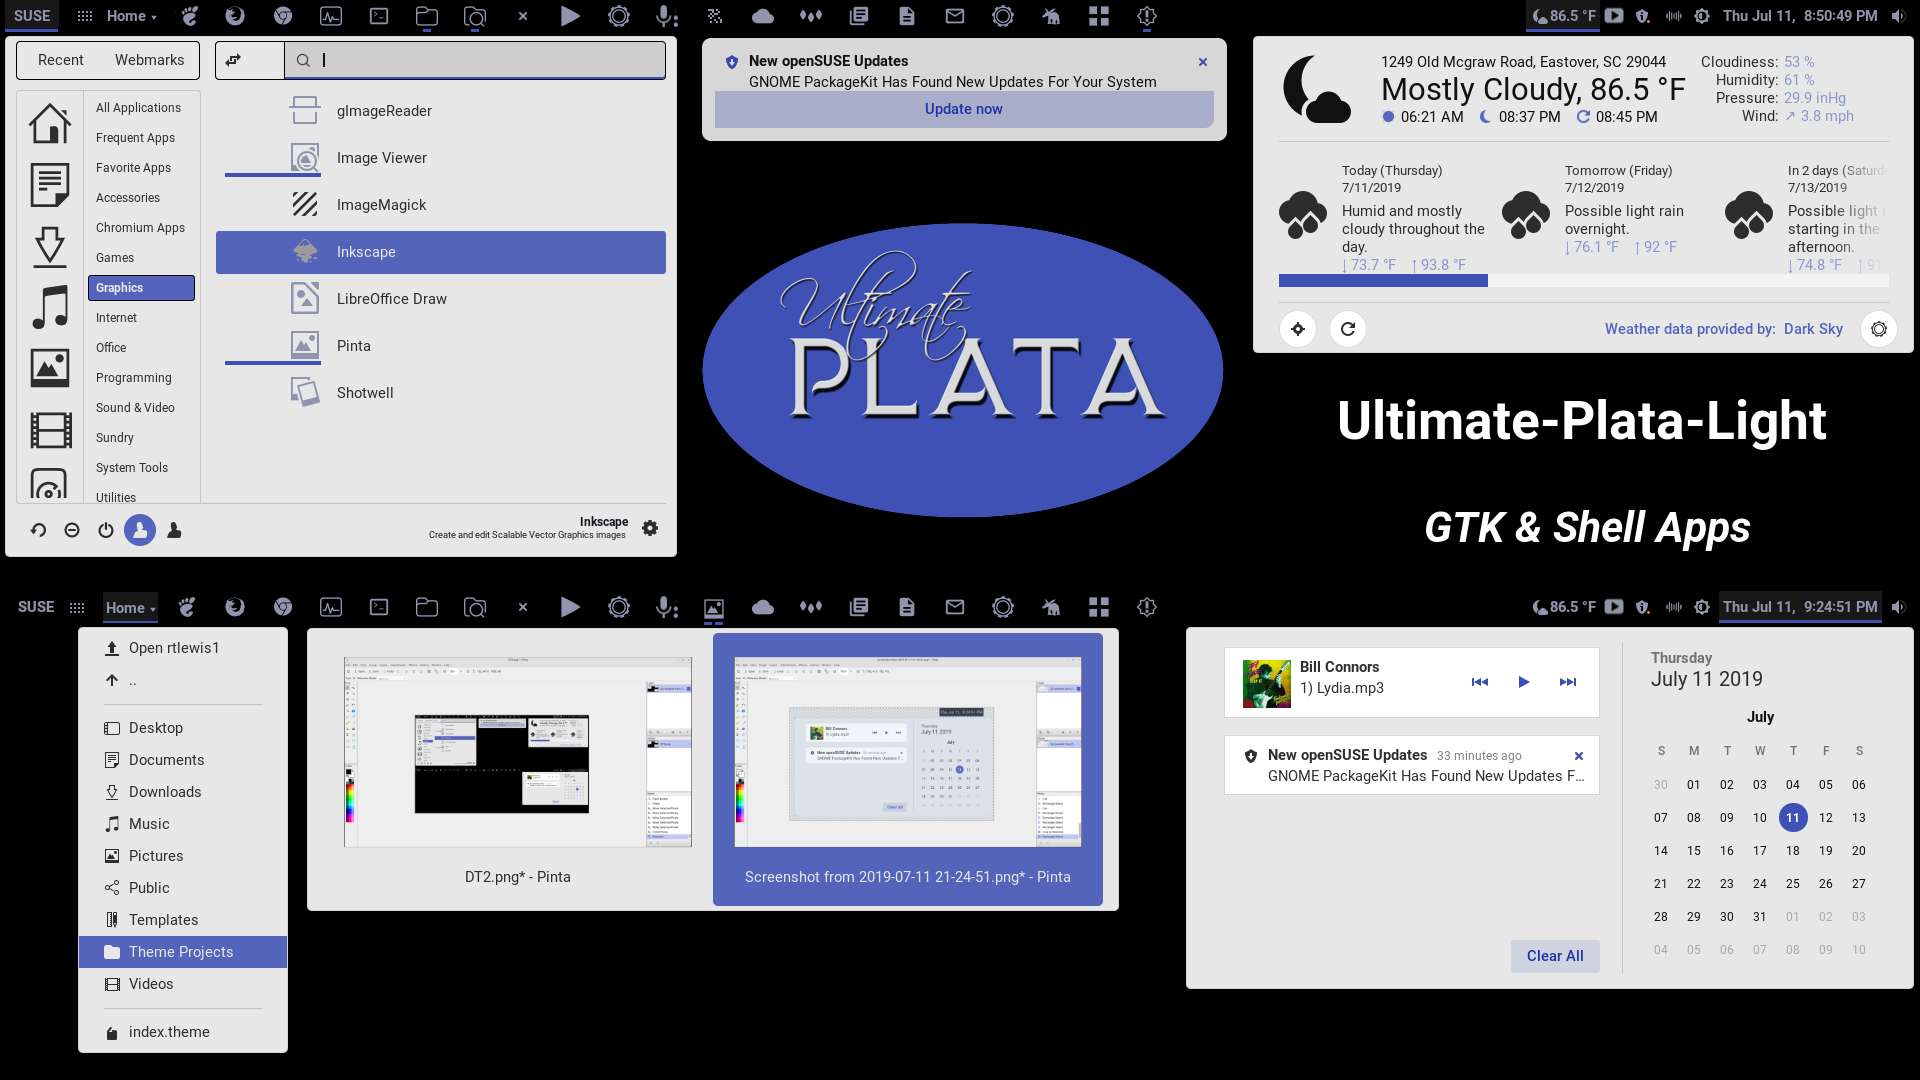 SUSE
Home
86.5 °F
Thu Jul 11, 8:50:49 PM
Recent
Webmarks
All Applications
Frequent Apps
Favorite Apps
Accessories
Chromium Apps
Games
Graphics
Internet
Office
Programming
Sound & Video
Sundry
System Tools
Utilities
gImageReader
Image Viewer
ImageMagick
Inkscape
LibreOffice Draw
Pinta
Shotwell
Inkscape
Create and edit Scalable Vector Graphics images
New openSUSE Updates
GNOME PackageKit Has Found New Updates For Your System
Update now
Ultimate
PLATA
1249 Old Mcgraw Road, Eastover, SC 29044
Mostly Cloudy, 86.5 °F
06:21 AM 08:37 PM 08:45 PM
Cloudiness: 53 %
Humidity: 61 %
Pressure: 29.9 inHg
Wind: ↗ 3.8 mph
Today (Thursday)
7/11/2019
Humid and mostly
cloudy throughout the
day.
↓ 73.7 °F ↑ 93.8 °F
Tomorrow (Friday)
7/12/2019
Possible light rain
overnight.
↓ 76.1 °F ↑ 92 °F
In 2 days (Saturd
7/13/2019
Possible light r
starting in the
afternoon.
↓ 74.8 °F ↑ 91
Weather data provided by: Dark Sky
Ultimate-Plata-Light
GTK & Shell Apps
SUSE
Home
86.5 °F
Thu Jul 11, 9:24:51 PM
Open rtlewis1
..
Desktop
Documents
Downloads
Music
Pictures
Public
Templates
Theme Projects
Videos
index.theme
DT2.png* - Pinta
Screenshot from 2019-07-11 21-24-51.png* - Pinta
Bill Connors
1) Lydia.mp3
New openSUSE Updates 33 minutes ago
GNOME PackageKit Has Found New Updates F...
Clear All
Thursday
July 11 2019
July
S M T W T F S
30 01 02 03 04 05 06
07 08 09 10 11 12 13
14 15 16 17 18 19 20
21 22 23 24 25 26 27
28 29 30 31 01 02 03
04 05 06 07 08 09 10